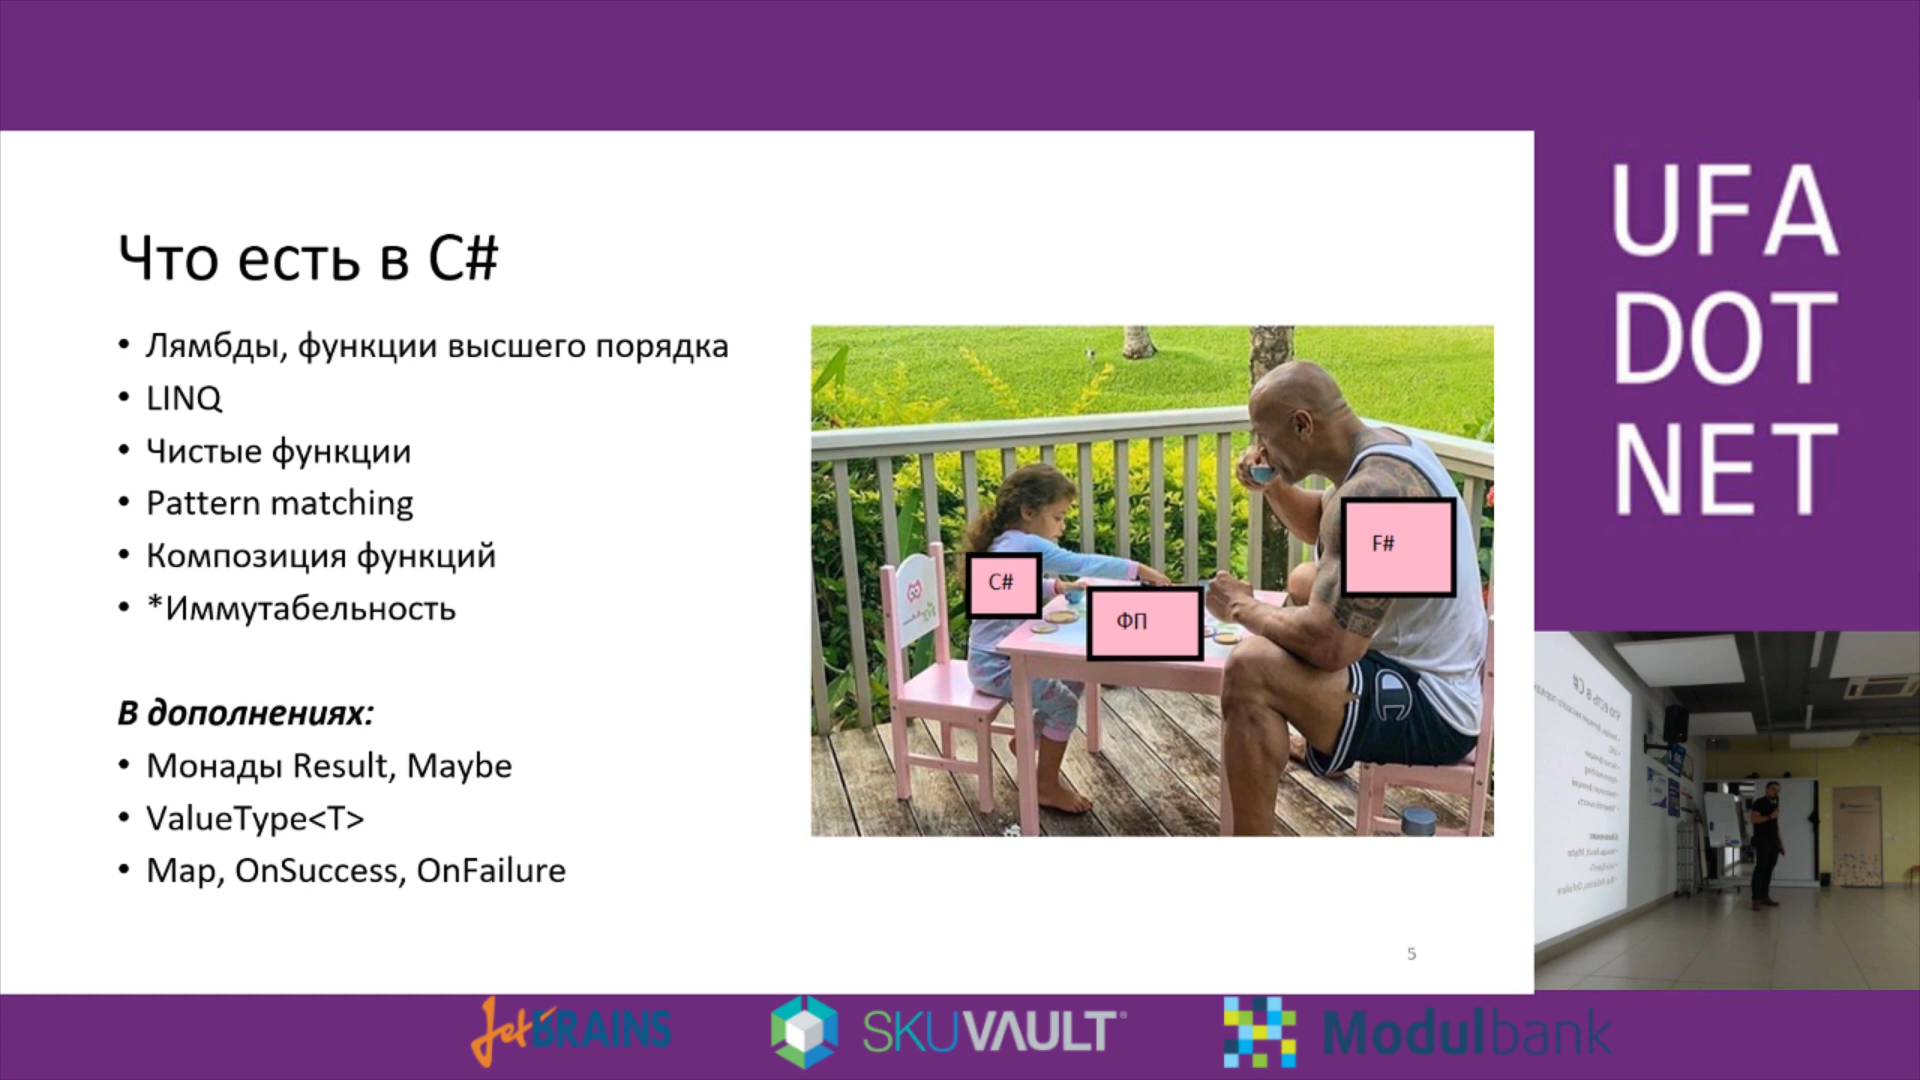 Что есть в C#
• Лямбды, функции высшего порядка
• LINQ
• Чистые функции
• Pattern matching
• Композиция функций
• *Иммутабельность
В дополнениях:
• Монады Result, Maybe
• ValueType<T>
• Map, OnSuccess, OnFailure
C#
ФП
F#
5
UFA
DOT
NET
JetBRAINS
SKUVAULT®
Modulbank